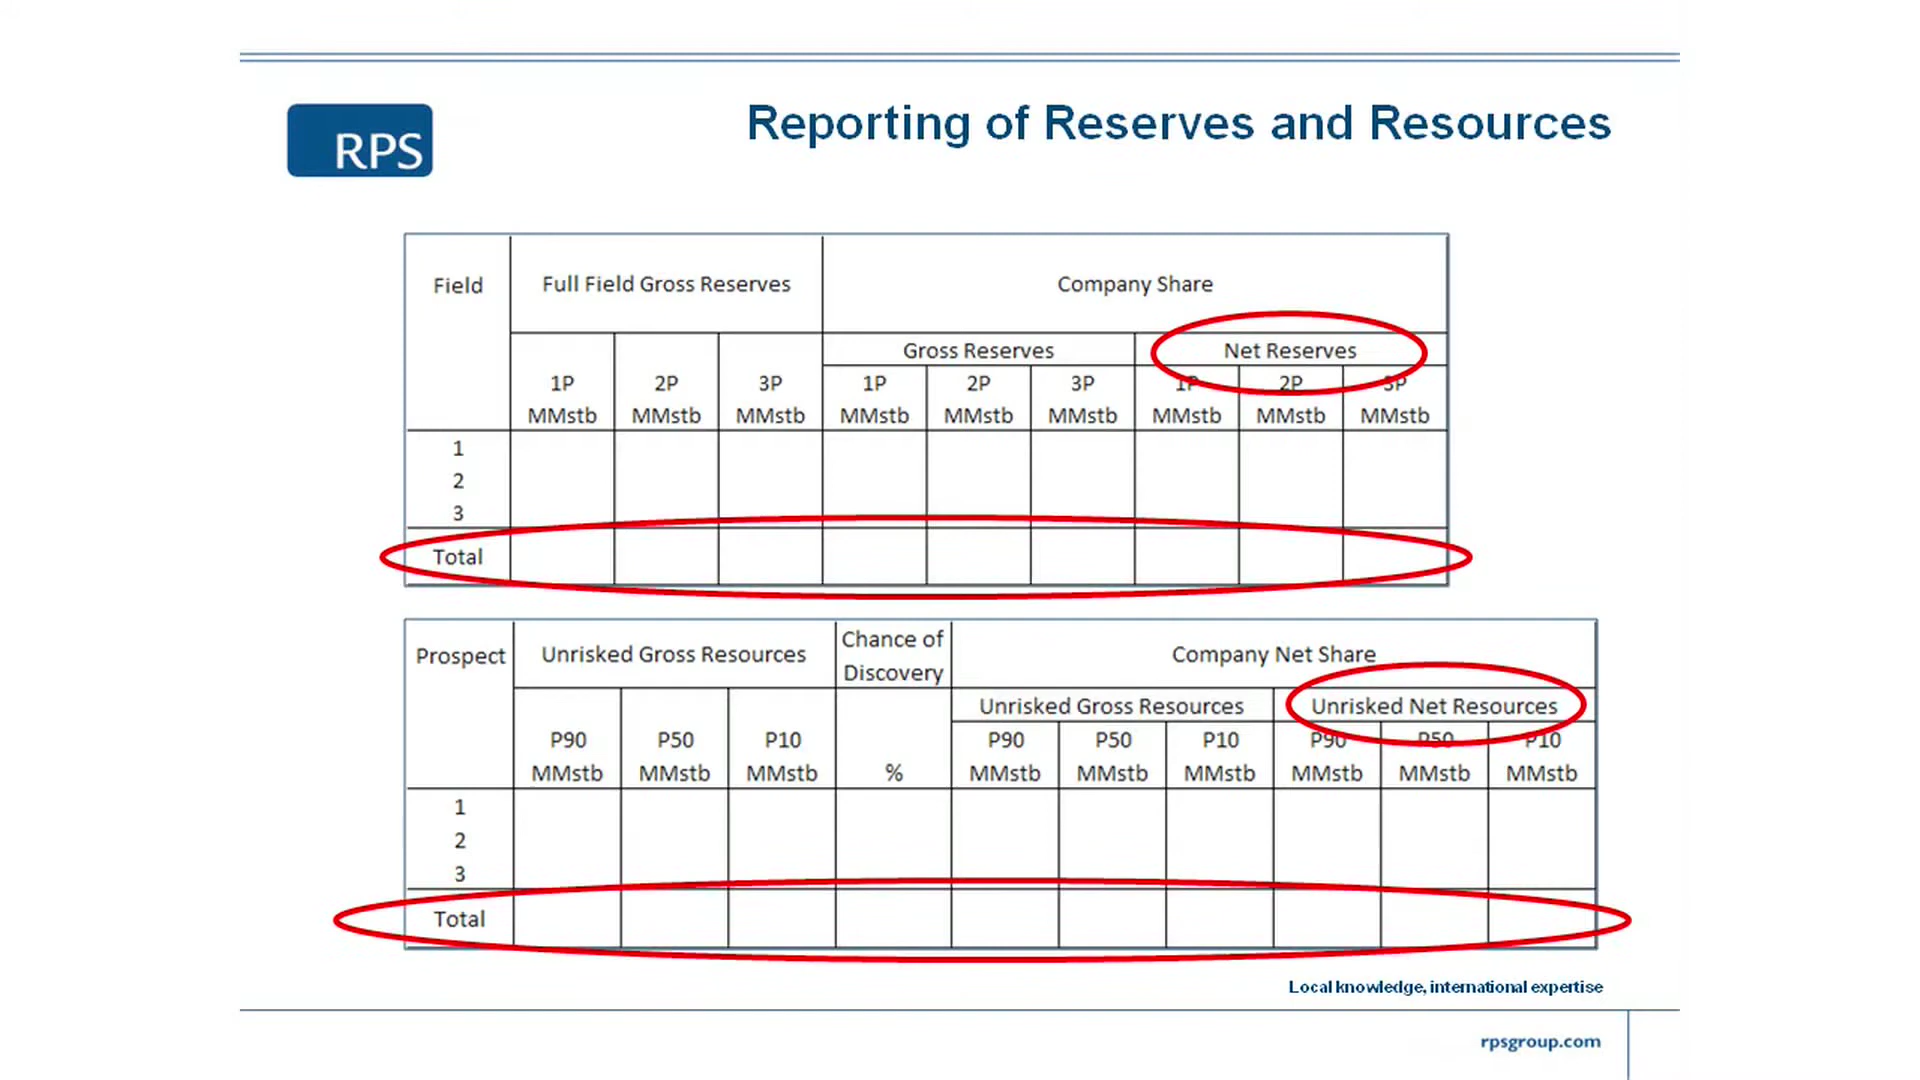 RPS
Reporting of Reserves and Resources
Field
Full Field Gross Reserves
Company Share
Gross Reserves
Net Reserves
1P 2P 3P 1P 2P 3P 1P 2P 3P
MMstb MMstb MMstb MMstb MMstb MMstb MMstb MMstb MMstb
1
2
3
Total
Prospect
Unrisked Gross Resources
Chance of
Discovery
Company Net Share
Unrisked Gross Resources
Unrisked Net Resources
P90 P50 P10 P90 P50 P10 P90 P50 P10
MMstb MMstb MMstb % MMstb MMstb MMstb MMstb MMstb MMstb
1
2
3
Total
Local knowledge, international expertise
rpsgroup.com